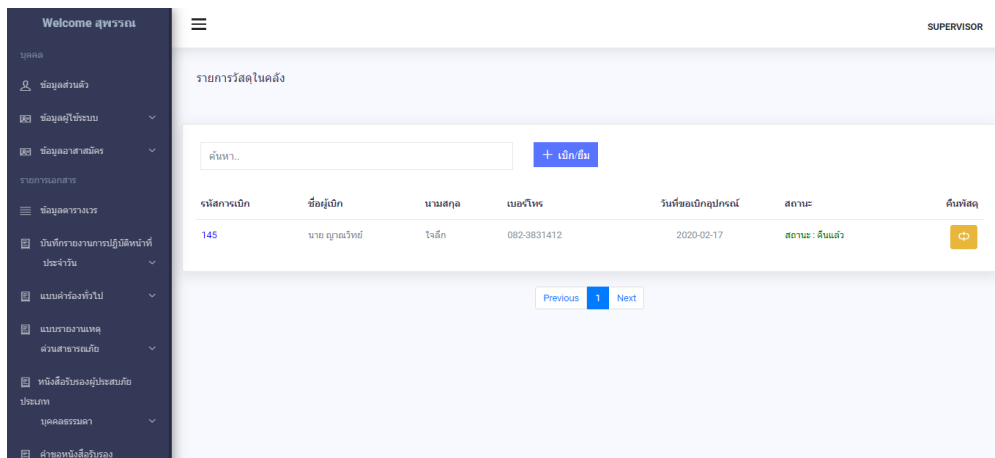 Welcome สุพรรณ
SUPERVISOR
บุคคล
ข้อมูลส่วนตัว
ข้อมูลผู้ใช้ระบบ
ข้อมูลอาสาสมัคร
รายการเอกสาร
ข้อมูลตารางเวร
บันทึกรายงานการปฏิบัติหน้าที่
ประจำวัน
แบบคำร้องทั่วไป
แบบรายงานเหตุ
ด่วนสาธารณภัย
หนังสือรับรองผู้ประสบภัย
ประเภท
บุคคลธรรมดา
คำขอหนังสือรับรอง
รายการวัสดุในคลัง
ค้นหา..
+ เบิก/ยืม
รหัสการเบิก ชื่อผู้เบิก นามสกุล เบอร์โทร วันที่ขอเบิกอุปกรณ์ สถานะ คืนพัสดุ
145 นาย ญาณวิทย์ ใจลึก 082-3831412 2020-02-17 สถานะ : คืนแล้ว
Previous 1 Next